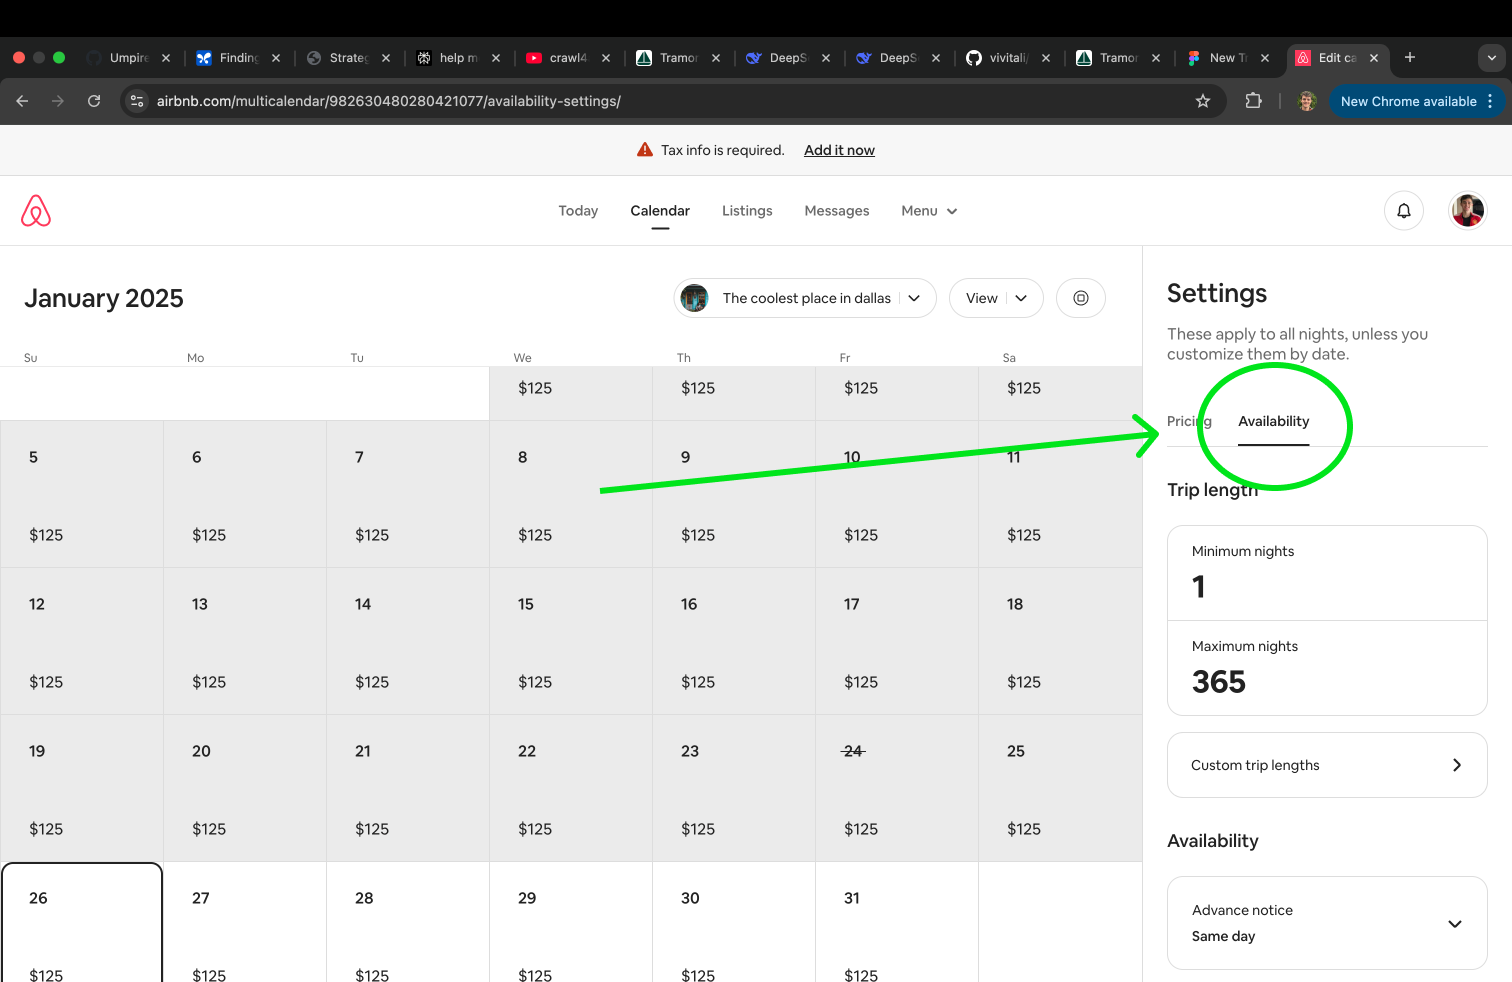 Umpire
Finding
Strateg
help m
crawl4
Tramor
DeepS
DeepS
vivitali/
Tramor
New T
Edit ca
airbnb.com/multicalendar/982630480280421077/availability-settings/
New Chrome available
Tax info is required. Add it now
Today Calendar Listings Messages Menu
January 2025
The coolest place in dallas
View
Su Mo Tu We Th Fr Sa
$125 $125 $125 $125
5 6 7 8 9 10 11
$125 $125 $125 $125 $125 $125 $125
12 13 14 15 16 17 18
$125 $125 $125 $125 $125 $125 $125
19 20 21 22 23 24 25
$125 $125 $125 $125 $125 $125 $125
26 27 28 29 30 31
$125 $125 $125 $125 $125 $125
Settings
These apply to all nights, unless you
customize them by date.
Pricing Availability
Trip length
Minimum nights
1
Maximum nights
365
Custom trip lengths
Availability
Advance notice
Same day